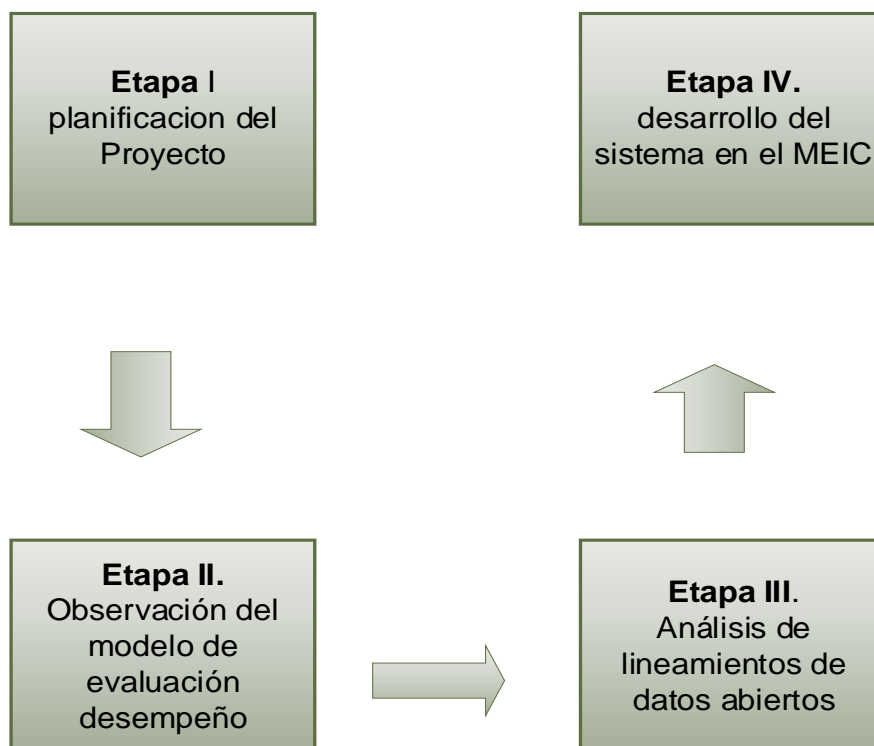 Etapa I
planificacion del
Proyecto
Etapa II.
Observación del
modelo de
evaluación
desempeño
Etapa III.
Análisis de
lineamientos de
datos abiertos
Etapa IV.
desarrollo del
sistema en el MEIC